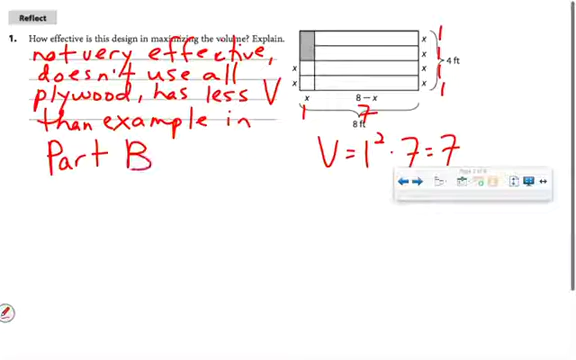 Reflect
1. How effective is this design in maximizing the volume? Explain.
not very effective,
doesn't use all
plywood, has less V
than example in
Part B
x 1
x 1
x 1
x 1
4 ft
x
x
x 8 − x
1 7
8 ft
V = 1² · 7 = 7